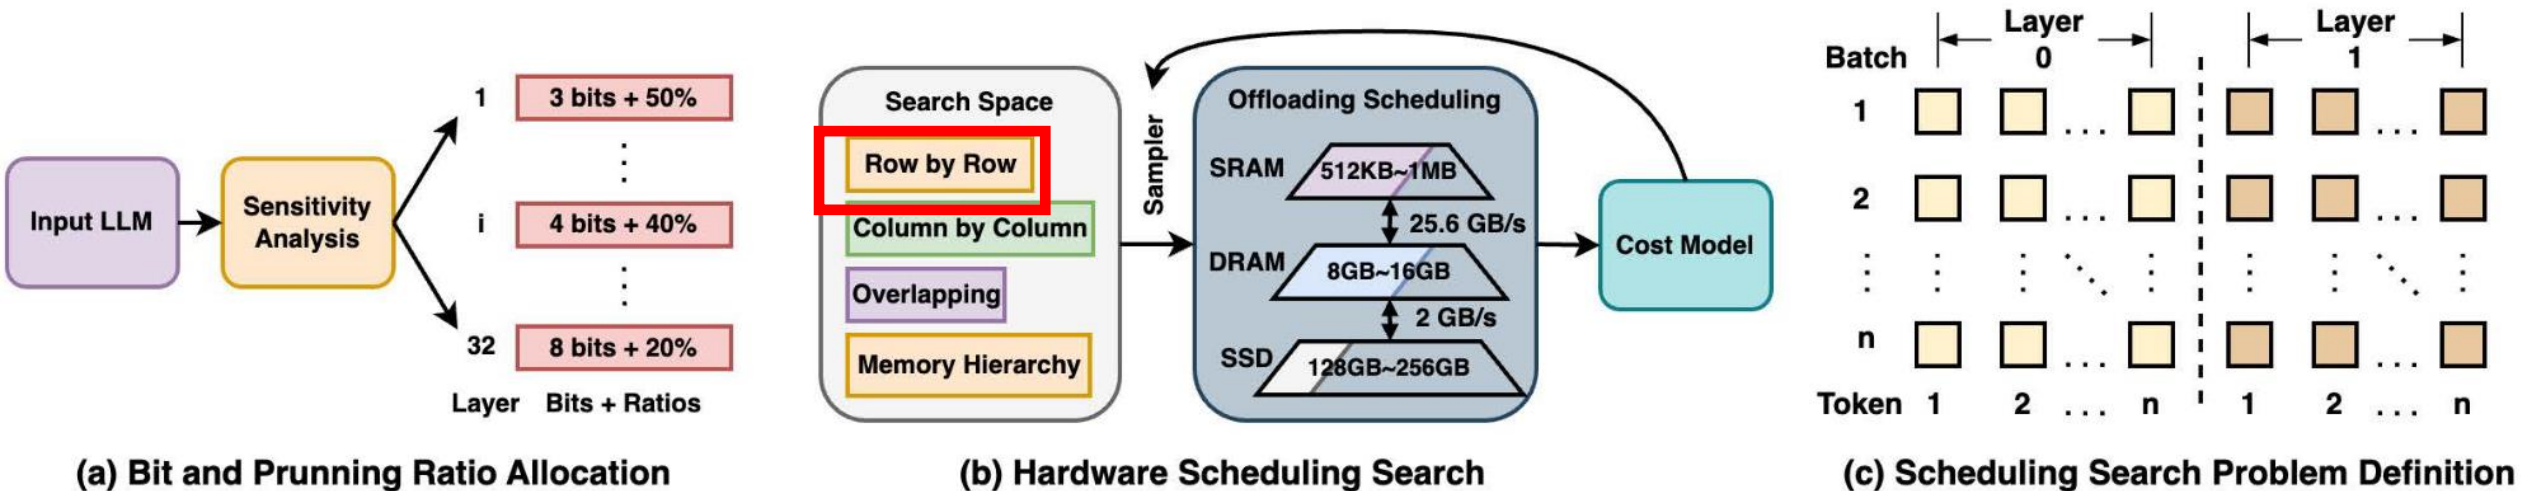 Input LLM
Sensitivity
Analysis
1
3 bits + 50%
i
4 bits + 40%
32
8 bits + 20%
Layer
Bits + Ratios
(a) Bit and Prunning Ratio Allocation
Search Space
Row by Row
Column by Column
Overlapping
Memory Hierarchy
Sampler
Offloading Scheduling
SRAM
512KB~1MB
25.6 GB/s
DRAM
8GB~16GB
2 GB/s
SSD
128GB~256GB
Cost Model
(b) Hardware Scheduling Search
Layer
0
Layer
1
Batch
1
2
n
Token 1 2 ... n 1 2 ... n
(c) Scheduling Search Problem Definition